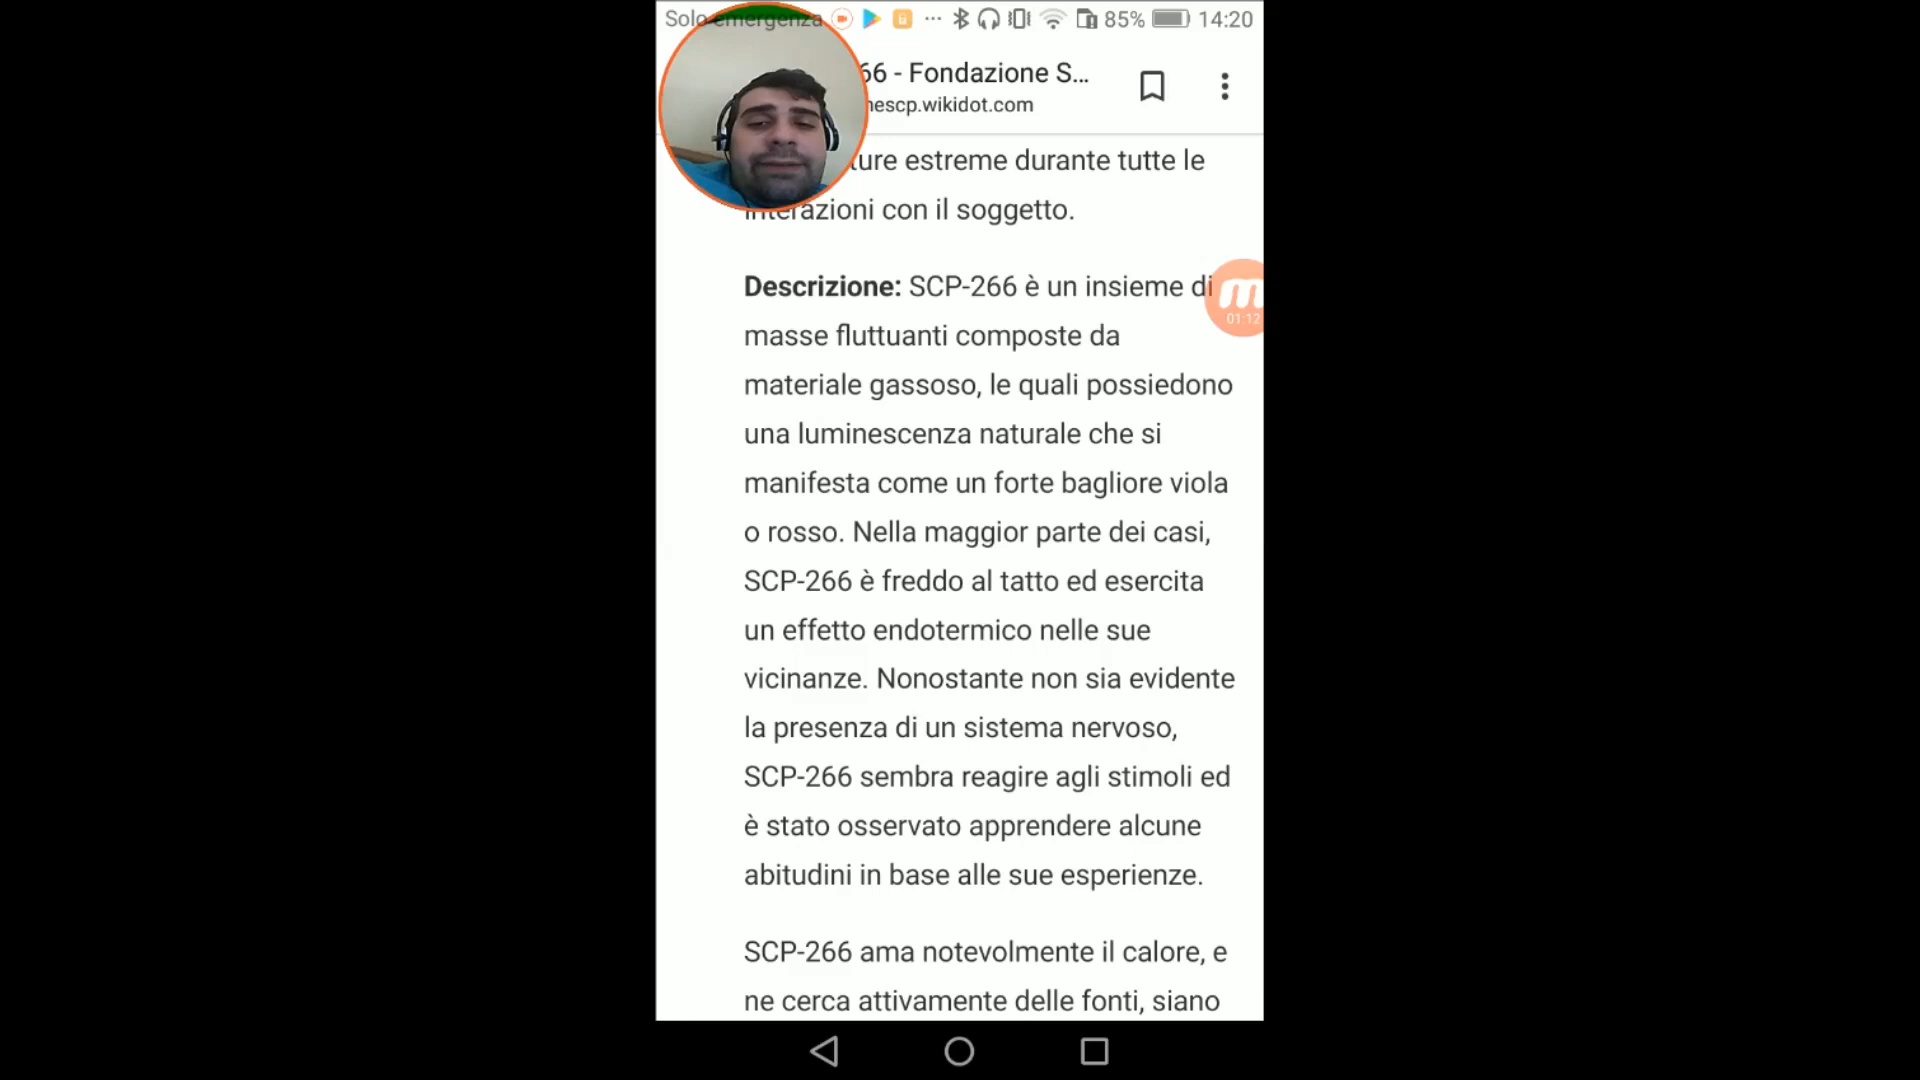 Solo emergenza ... 85% 14:20
66 - Fondazione S...
nescp.wikidot.com
ture estreme durante tutte le
interazioni con il soggetto.
Descrizione: SCP-266 è un insieme di
01:12
masse fluttuanti composte da
materiale gassoso, le quali possiedono
una luminescenza naturale che si
manifesta come un forte bagliore viola
o rosso. Nella maggior parte dei casi,
SCP-266 è freddo al tatto ed esercita
un effetto endotermico nelle sue
vicinanze. Nonostante non sia evidente
la presenza di un sistema nervoso,
SCP-266 sembra reagire agli stimoli ed
è stato osservato apprendere alcune
abitudini in base alle sue esperienze.
SCP-266 ama notevolmente il calore, e
ne cerca attivamente delle fonti, siano